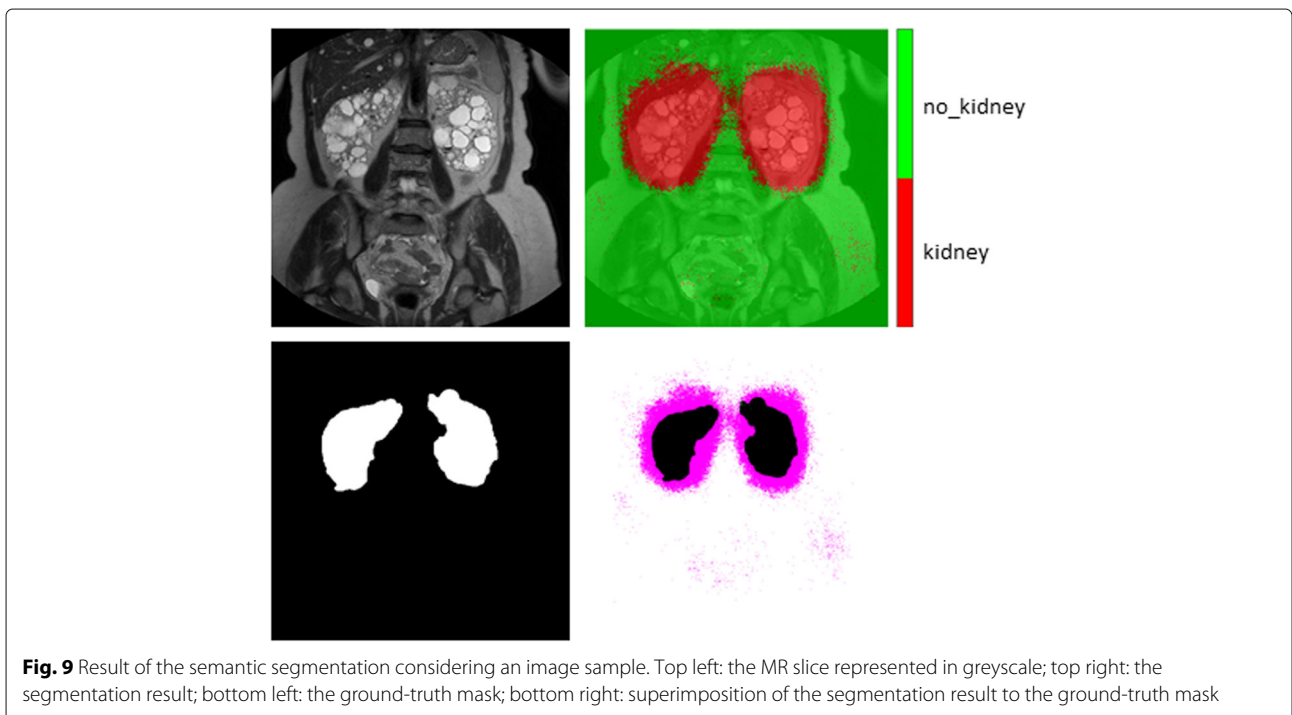 no_kidney
kidney
Fig. 9 Result of the semantic segmentation considering an image sample. Top left: the MR slice represented in greyscale; top right: the
segmentation result; bottom left: the ground-truth mask; bottom right: superimposition of the segmentation result to the ground-truth mask